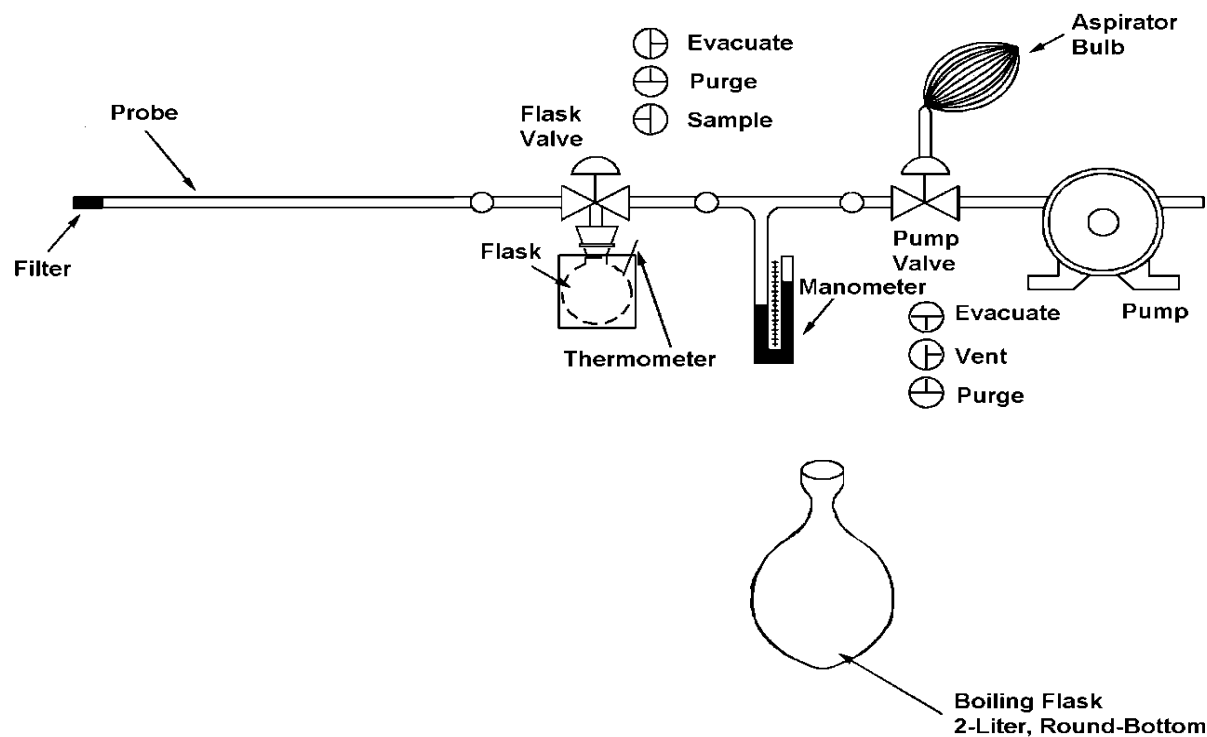 Aspirator
Bulb
Evacuate
Purge
Sample
Probe
Flask
Valve
Filter
Flask
Thermometer
Manometer
Pump
Valve
Evacuate
Vent
Purge
Pump
Boiling Flask
2-Liter, Round-Bottom